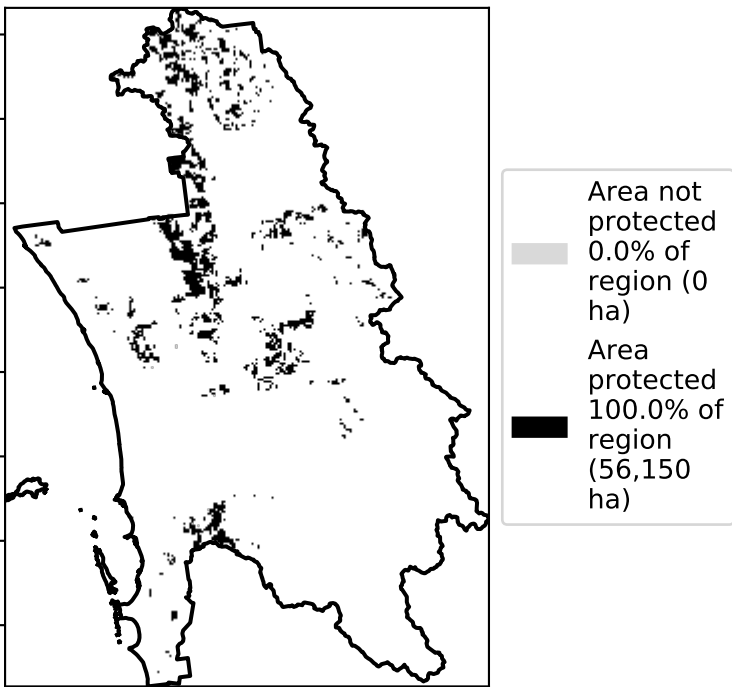 Area not
protected
0.0% of
region (0
ha)
Area
protected
100.0% of
region
(56,150
ha)